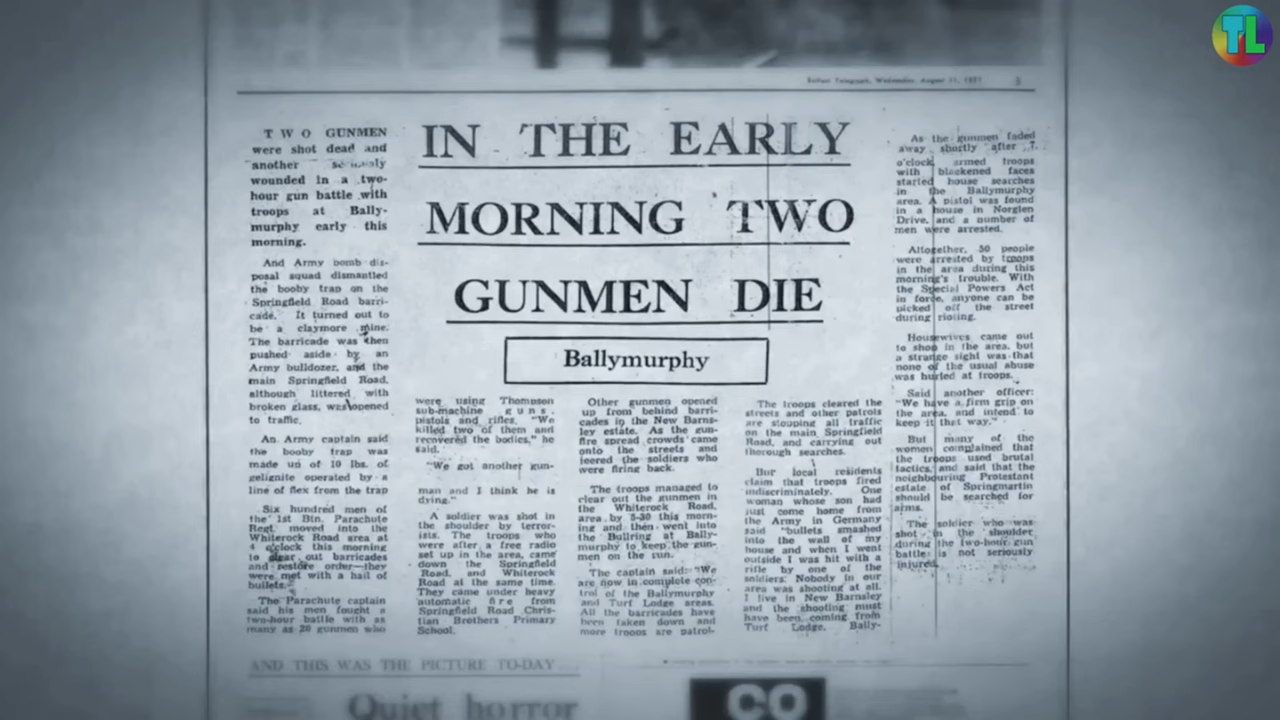 TL
Belfast Telegraph, Wednesday, August 11, 1971 3
IN THE EARLY
MORNING TWO
GUNMEN DIE
Ballymurphy
TWO GUNMEN
were shot dead and
another seriously
wounded in a two-
hour gun battle with
troops at Bally-
murphy early this
morning.
And Army bomb dis-
posal squad dismantled
the booby trap on the
Springfield Road barri-
cade. It turned out to
be a claymore mine.
The barricade was then
pushed aside by an
Army bulldozer, and the
main Springfield Road,
although littered with
broken glass, was opened
to traffic.
An Army captain said
the booby trap was
made up of 10 lbs. of
gelignite operated by a
line of flex from the trap
Six hundred men of
the 1st Btn. Parachute
Regt. moved into the
Whiterock Road area at
4 o'clock this morning
to clear out barricades
and restore order—they
were met with a hail of
bullets.
The Parachute captain
said his men fought a
two-hour battle with as
many as 20 gunmen who
were using Thompson
sub-machine guns,
pistols and rifles. "We
killed two of them and
recovered the bodies," he
said.
"We got another gun-
man and I think he is
dying."
A soldier was shot in
the shoulder by terror-
ists. The troops who
were after a free radio
set up in the area, came
down the Springfield
Road, and Whiterock
Road at the same time.
They came under heavy
automatic fire from
Springfield Road Chris-
tian Brothers Primary
School.
Other gunmen opened
up from behind barri-
cades in the New Barns-
ley estate. As the gun-
fire spread crowds came
onto the streets and
jeered the soldiers who
were firing back.
The troops managed to
clear out the gunmen in
the Whiterock Road,
area by 5-30 this morn-
ing and then went into
the Bullring at Bally-
murphy to keep the gun-
men on the run.
The captain said: "We
are now in complete con-
trol of the Ballymurphy
and Turf Lodge areas.
All the barricades have
been taken down and
more troops are patrol-
The troops cleared the
streets and other patrols
are stopping all traffic
on the main Springfield
Road, and carrying out
thorough searches.
But local residents
claim that troops fired
indiscriminately. One
woman whose son had
just come home from
the Army in Germany
said "bullets smashed
into the wall of my
house and when I went
outside I was hit with a
rifle by one of the
soldiers. Nobody in our
area was shooting at all.
I live in New Barnsley
and the shooting must
have been coming from
Turf Lodge, Bally-
As the gunmen faded
away shortly after 7
o'clock armed troops
with blackened faces
started house searches
in the Ballymurphy
area. A pistol was found
in a house in Norglen
Drive, and a number of
men were arrested.
Altogether, 50 people
were arrested by troops
in the area during this
morning's trouble. With
the Special Powers Act
in force, anyone can be
picked off the street
during rioting.
Housewives came out
to shop in the area, but
a strange sight was that
none of the usual abuse
was hurled at troops.
Said another officer:
"We have a firm grip on
the area, and intend to
keep it that way."
But many of the
women complained that
the troops used brutal
tactics, and said that the
neighbouring Protestant
estate of Springmartin
should be searched for
arms.
The soldier who was
shot in the shoulder
during the two-hour gun
battle is not seriously
injured.
AND THIS WAS THE PICTURE TO-DAY
Quiet horror
CO